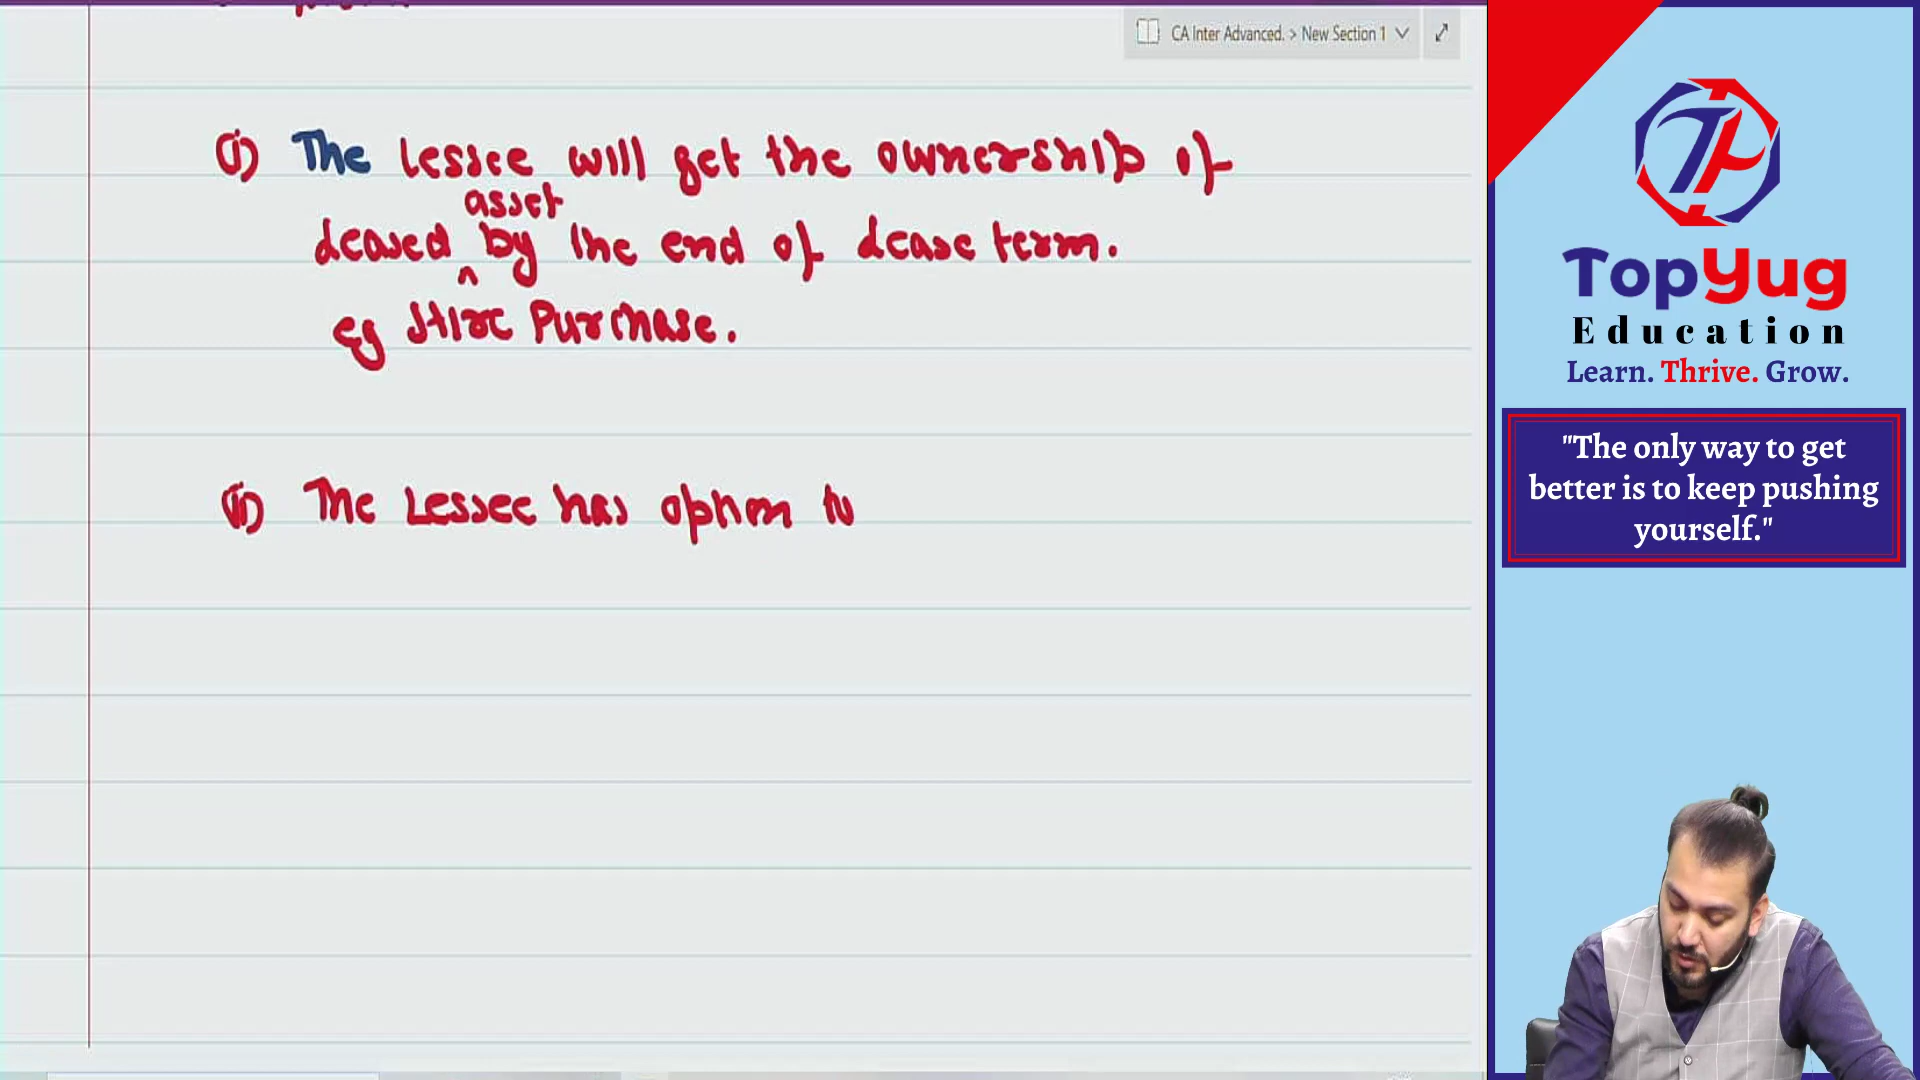 CA Inter Advanced. > New Section 1
(i) The Lessee will get the ownership of
asset
Leased ^ by the end of Lease term.
eg Hire Purchase.
(ii) The Lessee has option to
TopYug
Education
Learn. Thrive. Grow.
"The only way to get
better is to keep pushing
yourself."